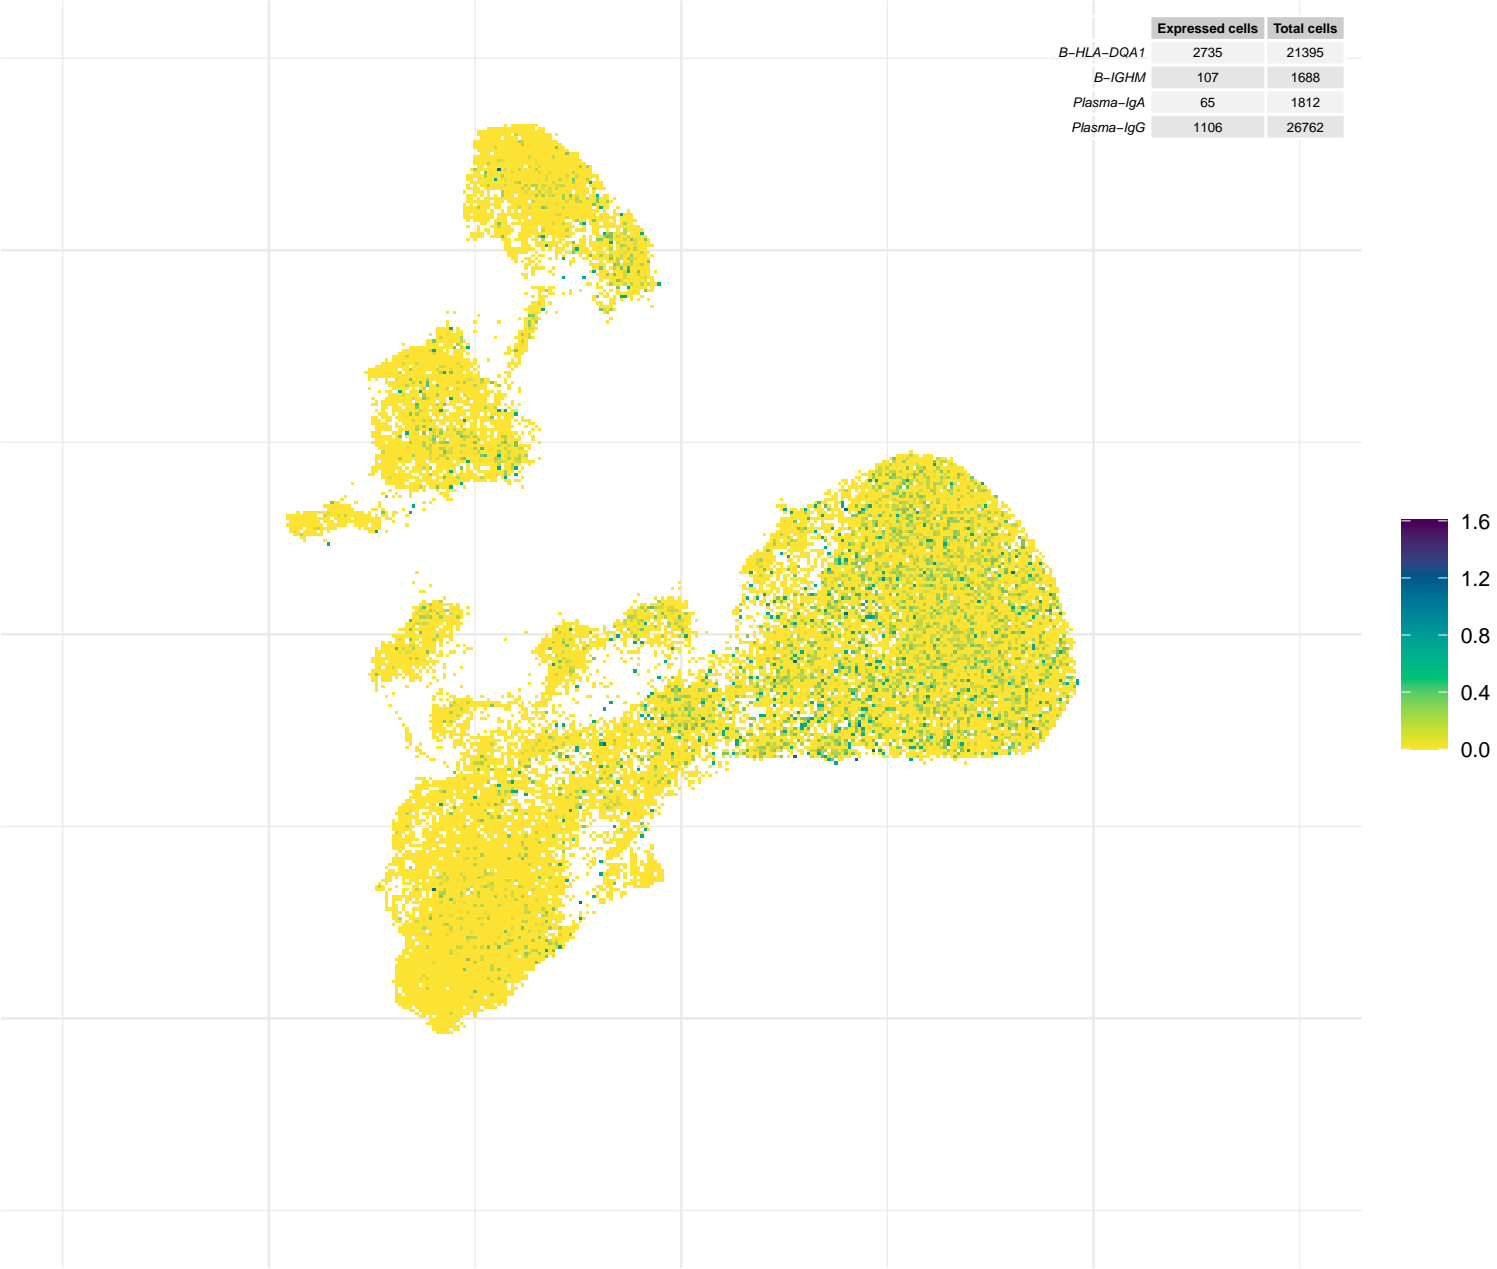 Expressed cells Total cells
B−HLA−DQA1 2735 21395
B−IGHM 107 1688
Plasma−IgA 65 1812
Plasma−IgG 1106 26762
1.6
1.2
0.8
0.4
0.0